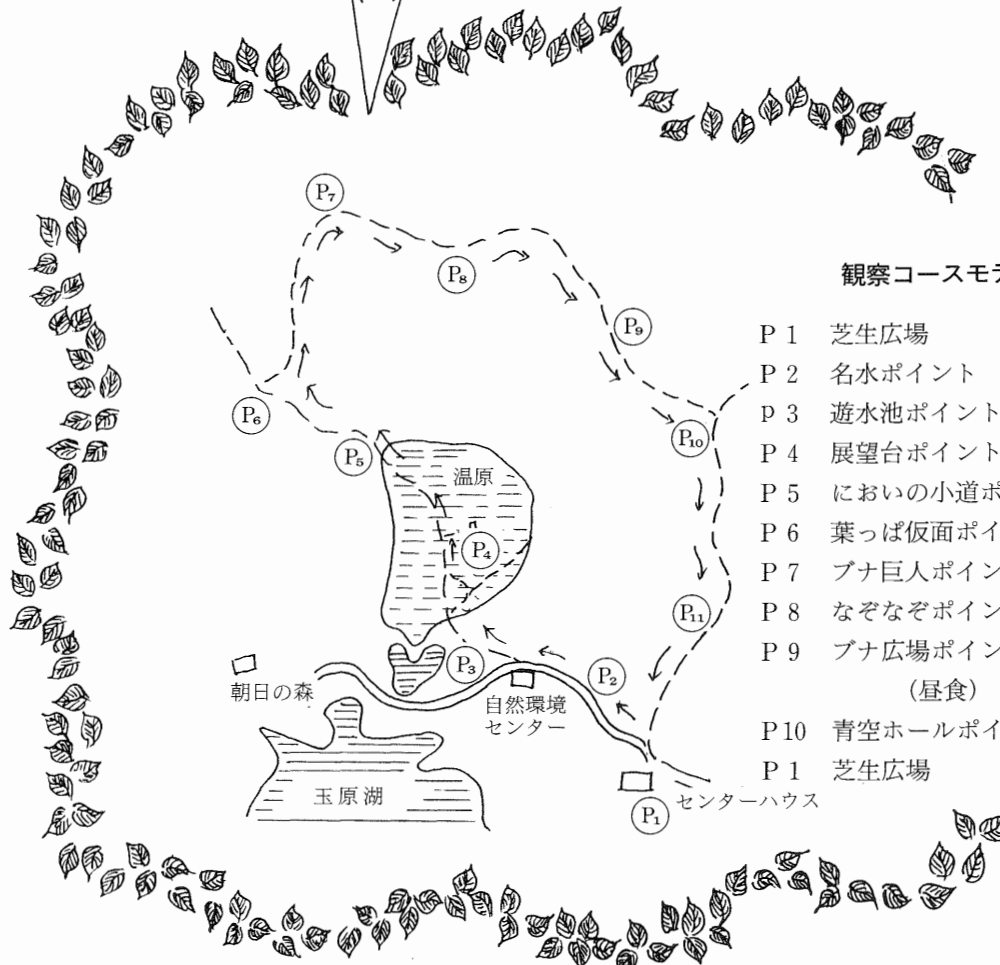 P7
P8
P9
P6
P10
P5
温原
P4
P11
P3
P2
朝日の森
自然環境
センター
玉原湖
センターハウス
P1
観察コースモデ
P 1 芝生広場
P 2 名水ポイント
p 3 遊水池ポイント
P 4 展望台ポイント
P 5 においの小道ポ
P 6 葉っぱ仮面ポイ
P 7 ブナ巨人ポイン
P 8 なぞなぞポイン
P 9 ブナ広場ポイン
(昼食)
P10 青空ホールポイ
P 1 芝生広場